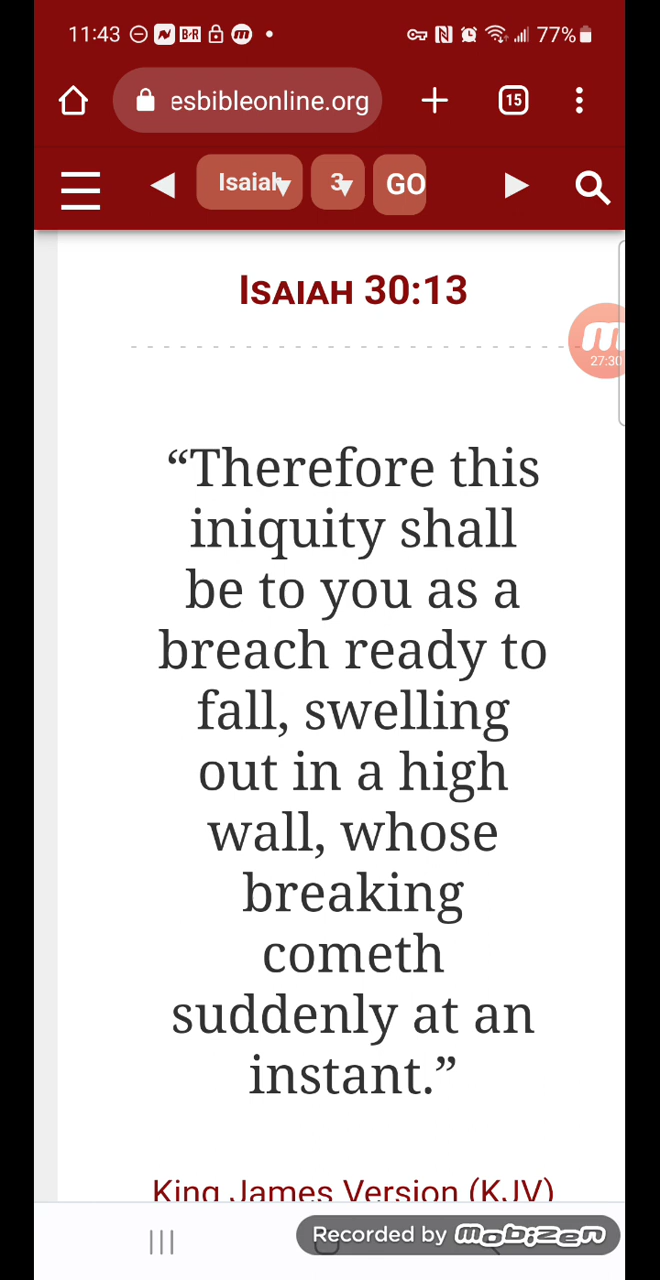 11:43 N B·R m 77%
esbibleonline.org + 15
Isaiah 3 GO
ISAIAH 30:13
m
27:30
“Therefore this
iniquity shall
be to you as a
breach ready to
fall, swelling
out in a high
wall, whose
breaking
cometh
suddenly at an
instant.”
King James Version (KJV)
Recorded by mobizen